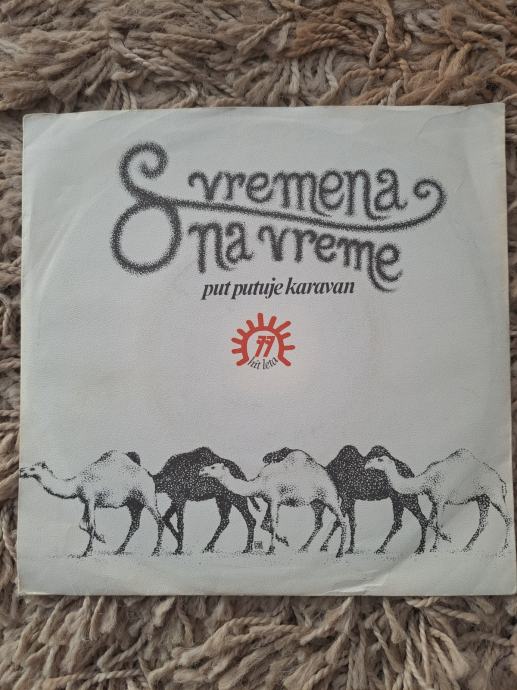 S vremena
na vreme
put putuje karavan
77
hit leta